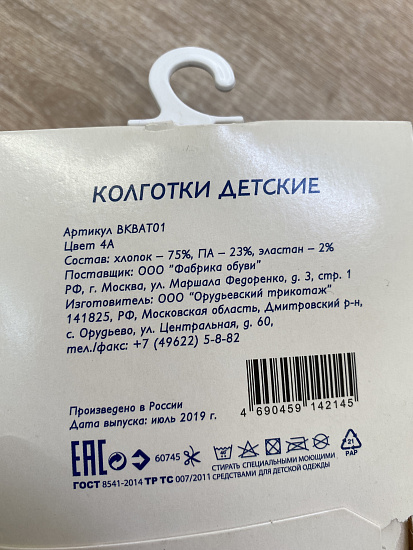 КОЛГОТКИ ДЕТСКИЕ
Артикул BKBAT01
Цвет 4А
Состав: хлопок – 75%, ПА – 23%, эластан – 2%
Поставщик: ООО "Фабрика обуви"
РФ, г. Москва, ул. Маршала Федоренко, д. 3, стр. 1
Изготовитель: ООО "Орудьевский трикотаж"
141825, РФ, Московская область, Дмитровский р-н,
с. Орудьево, ул. Центральная, д. 60,
тел./факс: +7 (49622) 5-8-82
Произведено в России
Дата выпуска: июль 2019 г.
4 690459 142145
ЕАС 60745
СТИРАТЬ СПЕЦИАЛЬНЫМИ МОЮЩИМИ
СРЕДСТВАМИ ДЛЯ ДЕТСКОЙ ОДЕЖДЫ
21
PAP
ГОСТ 8541-2014 ТР ТС 007/2011